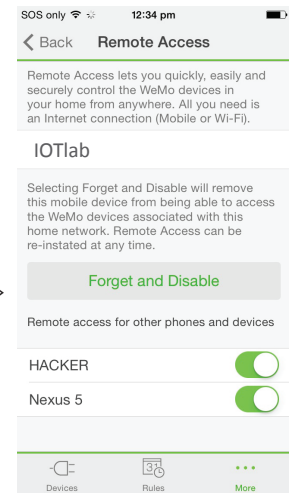 SOS only 12:34 pm
Back Remote Access
Remote Access lets you quickly, easily and
securely control the WeMo devices in
your home from anywhere. All you need is
an Internet connection (Mobile or Wi-Fi).
IOTlab
Selecting Forget and Disable will remove
this mobile device from being able to access
the WeMo devices associated with this
home network. Remote Access can be
re-instated at any time.
Forget and Disable
Remote access for other phones and devices
HACKER
Nexus 5
31
Devices Rules More